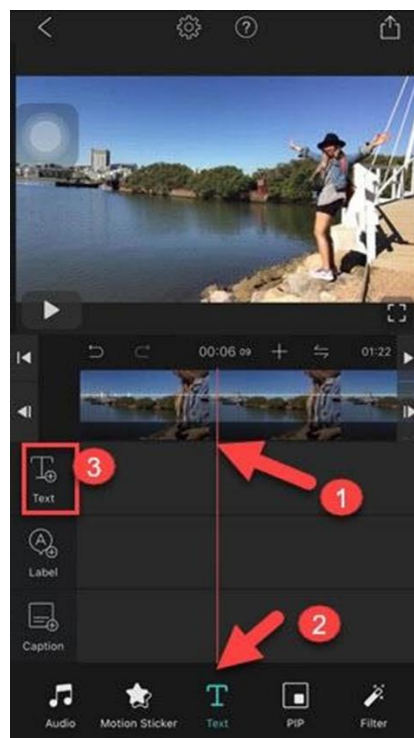 ?
00:06 09
01:22
1
3
Text
Label
2
Caption
Audio Motion Sticker Text PIP Filter